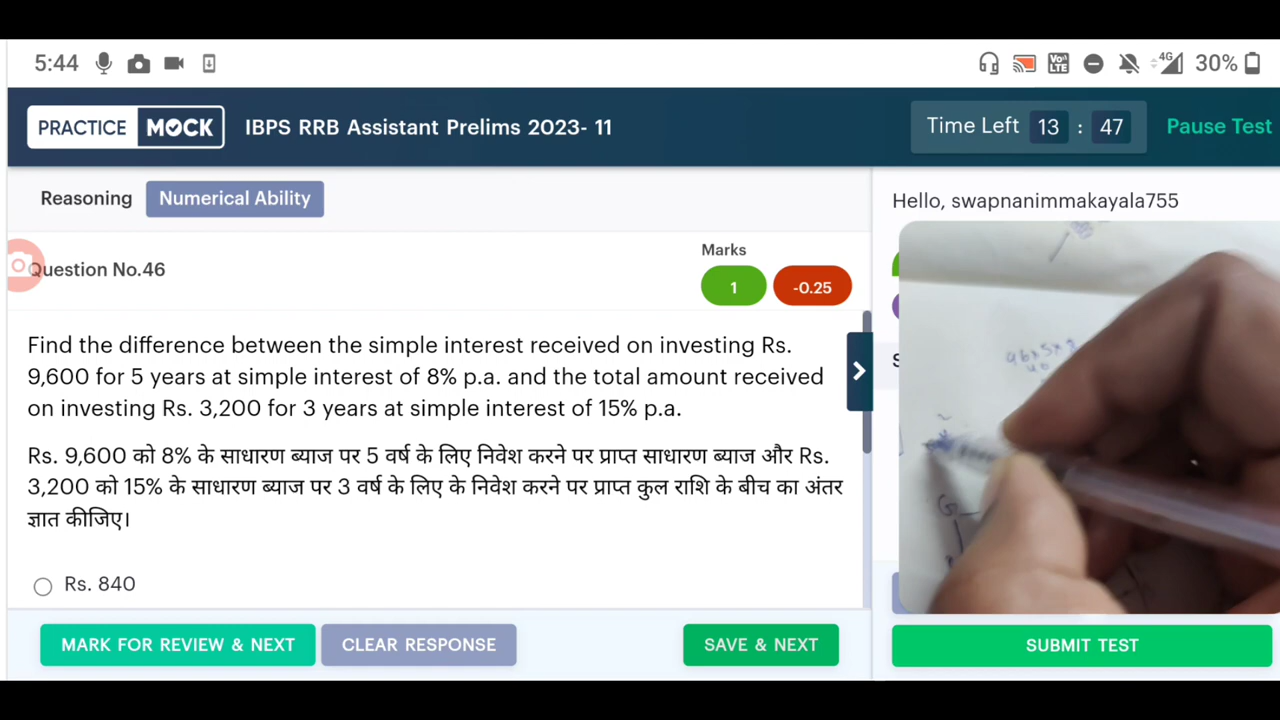 5:44 4G VoLTE 30%
PRACTICE MOCK IBPS RRB Assistant Prelims 2023- 11 Time Left 13 : 47 Pause Test
Reasoning Numerical Ability
Hello, swapnanimmakayala755
Marks
Question No.46 1 -0.25
Find the difference between the simple interest received on investing Rs.
9,600 for 5 years at simple interest of 8% p.a. and the total amount received
on investing Rs. 3,200 for 3 years at simple interest of 15% p.a.
Rs. 9,600 को 8% के साधारण ब्याज पर 5 वर्ष के लिए निवेश करने पर प्राप्त साधारण ब्याज और Rs.
3,200 को 15% के साधारण ब्याज पर 3 वर्ष के लिए के निवेश करने पर प्राप्त कुल राशि के बीच का अंतर
ज्ञात कीजिए।
Rs. 840
MARK FOR REVIEW & NEXT CLEAR RESPONSE SAVE & NEXT SUBMIT TEST